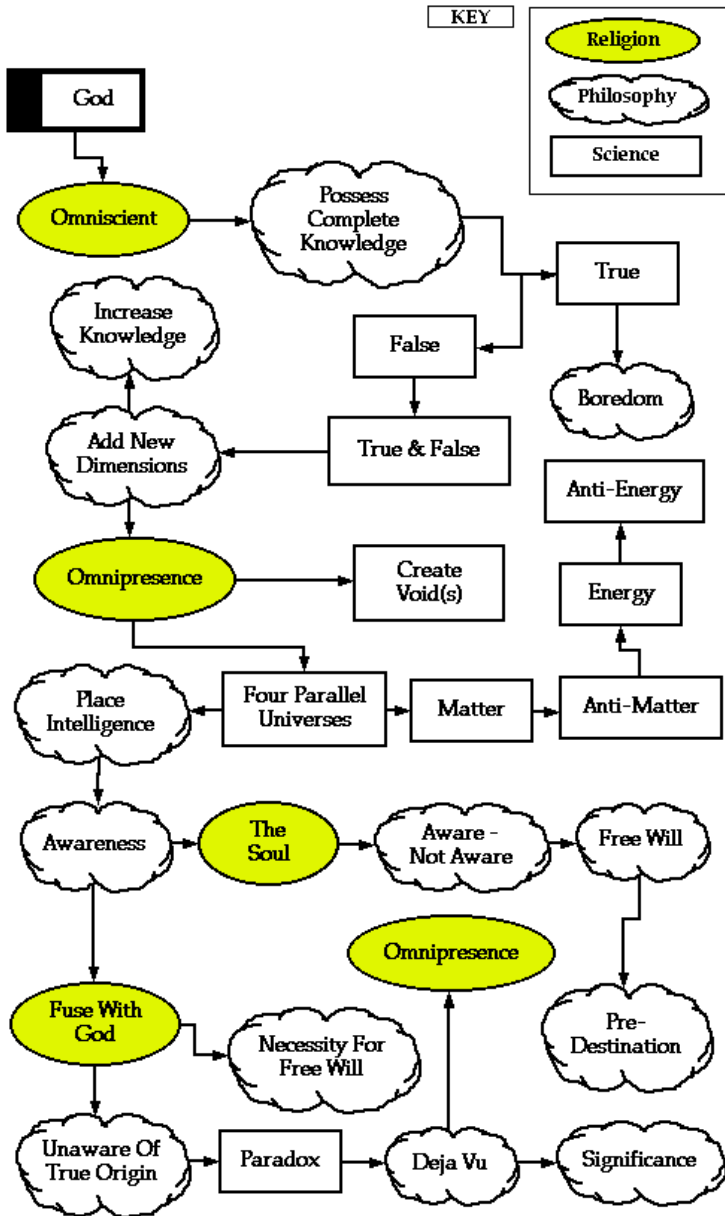 KEY
Religion
Philosophy
Science
God
Omniscient
Possess
Complete
Knowledge
True
Increase
Knowledge
False
Boredom
Add New
Dimensions
True & False
Anti-Energy
Omnipresence
Create
Void(s)
Energy
Place
Intelligence
Four Parallel
Universes
Matter
Anti-Matter
Awareness
The
Soul
Aware -
Not Aware
Free Will
Omnipresence
Fuse With
God
Necessity For
Free Will
Pre-
Destination
Unaware Of
True Origin
Paradox
Deja Vu
Significance